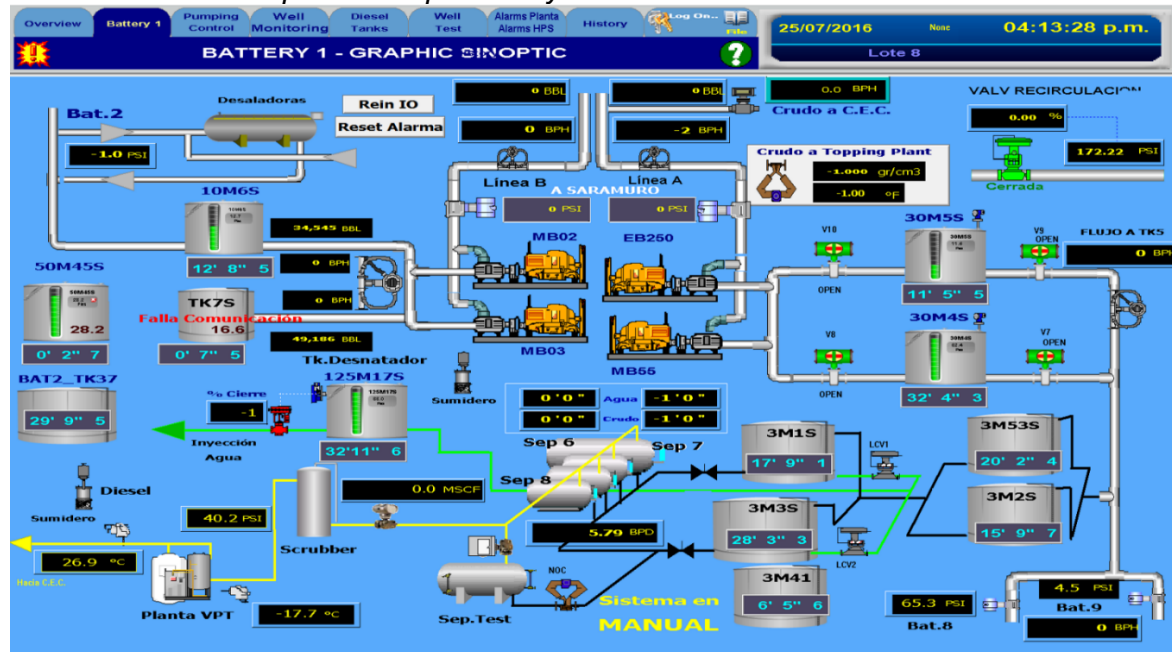 Overview
Battery 1
Pumping
Control
Well
Monitoring
Diesel
Tanks
Well
Test
Alarms Planta
Alarms HPS
History
Log On..
File
25/07/2016
None
04:13:28 p.m.
BATTERY 1 - GRAPHIC SINOPTIC
?
Lote 8
Bat.2
Desaladoras
Rein IO
Reset Alarma
-1.0 PSI
0 BBL
0 BPH
0 BBL
-2 BPH
0.0 BPH
Crudo a C.E.C.
VALV RECIRCULACION
0.00 %
172.22 PSI
Cerrada
Crudo a Topping Plant
-1.000 gr/cm3
-1.00 °F
Línea B
Línea A
A SARAMURO
0 PSI
0 PSI
10M6S
34,545 BBL
12' 8" 5
0 BPH
MB02
EB250
V10
OPEN
30M5S
11' 5" 5
V9
OPEN
FLUJO A TK5
0 BPH
50M45S
28.2
0' 2" 7
TK7S
Falla Comunicación
16.6
0' 7" 5
0 BPH
49,186 BBL
MB03
MB55
V8
OPEN
30M4S
32' 4" 3
V7
OPEN
Tk.Desnatador
BAT2_TK37
29' 9" 5
% Cierre
-1
125M17S
32'11" 6
Sumidero
Inyección
Agua
0'0" Agua -1'0"
0'0" Crudo -1'0"
Sep 6
Sep 7
Sep 8
3M1S
17' 9" 1
LCV1
3M53S
20' 2" 4
Diesel
Sumidero
40.2 PSI
0.0 MSCF
Scrubber
5.79 BPD
3M3S
28' 3" 3
LCV2
3M2S
15' 9" 7
26.9 °C
Hacia C.E.C.
Planta VPT
-17.7 °C
Sep.Test
NOC
Sistema en
MANUAL
3M41
6' 5" 6
65.3 PSI
Bat.8
4.5 PSI
Bat.9
0 BPH